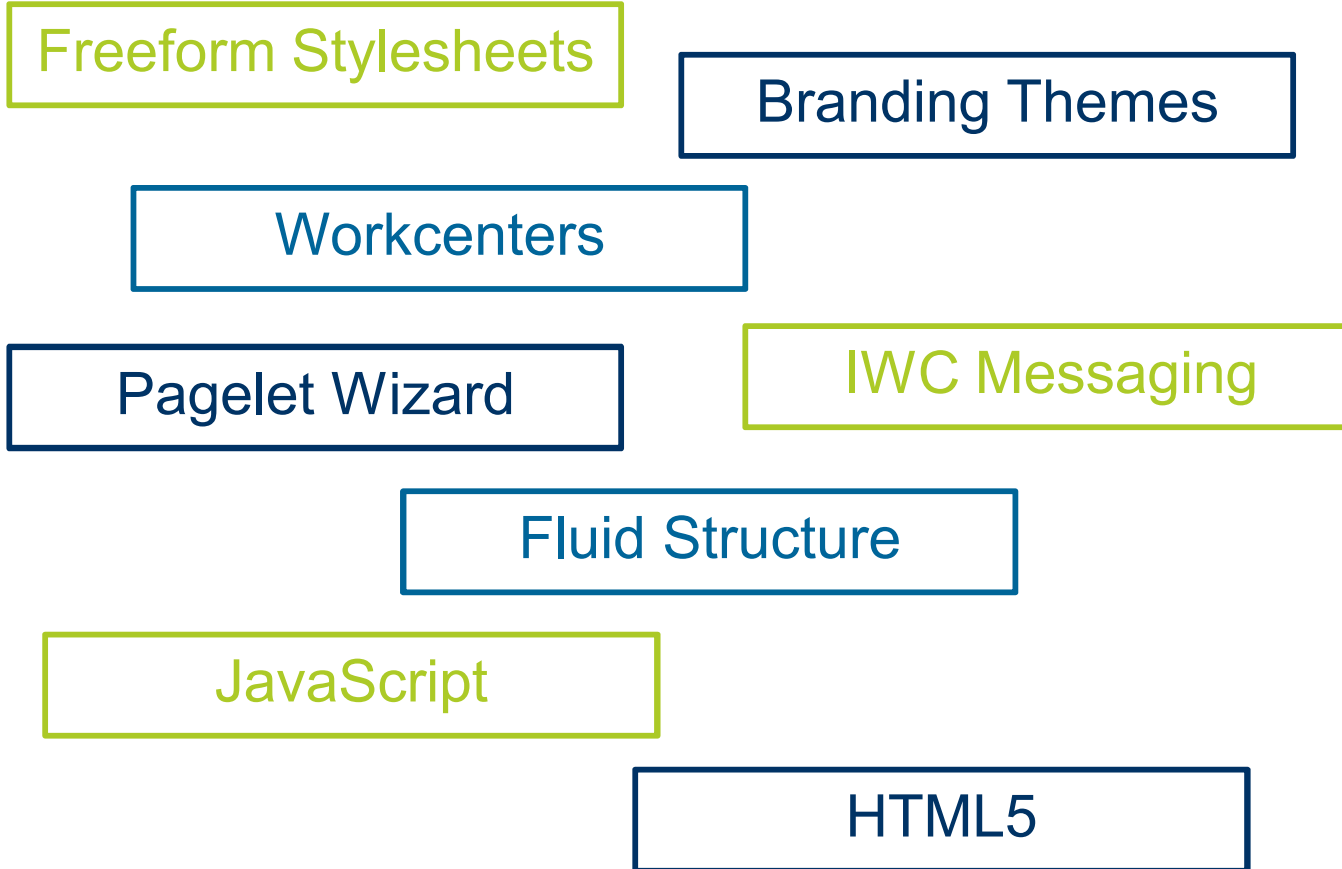 Freeform Stylesheets
Branding Themes
Workcenters
IWC Messaging
Pagelet Wizard
Fluid Structure
JavaScript
HTML5